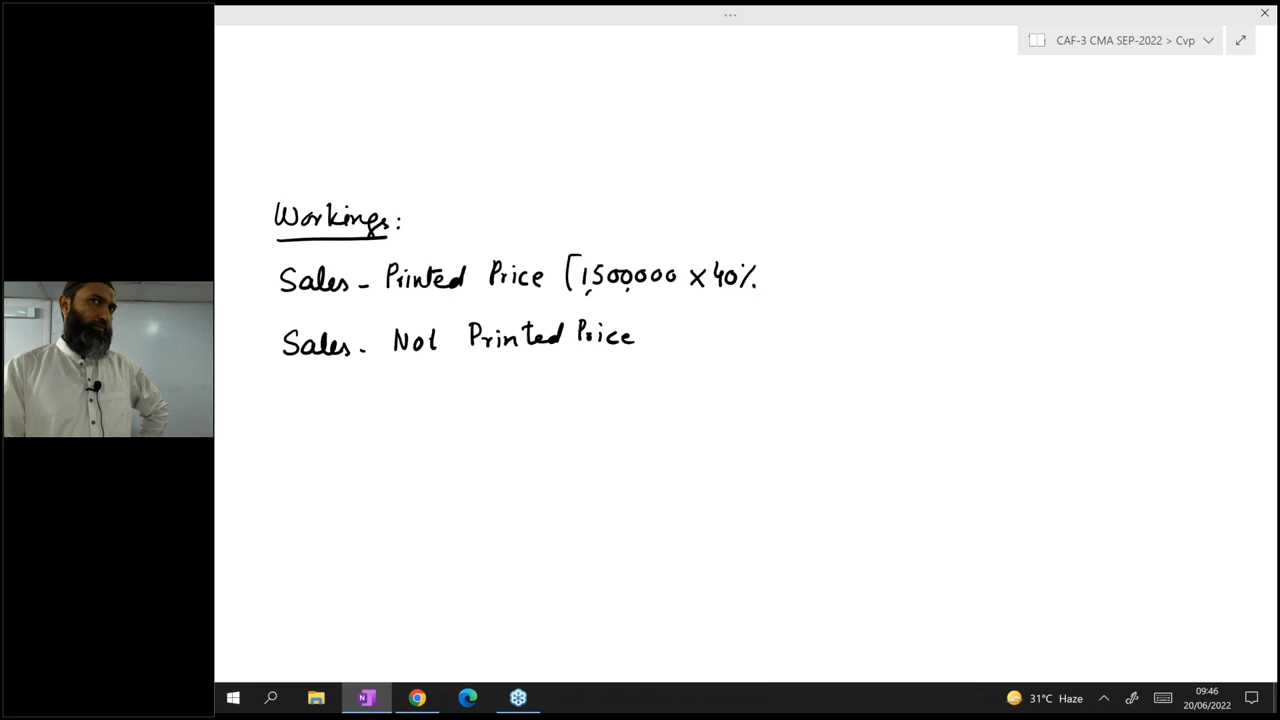 CAF-3 CMA SEP-2022 > Cvp
Workings:
Sales - Printed Price [1,500,000 x 40%
Sales - Not Printed Price
31°C Haze
09:46
20/06/2022